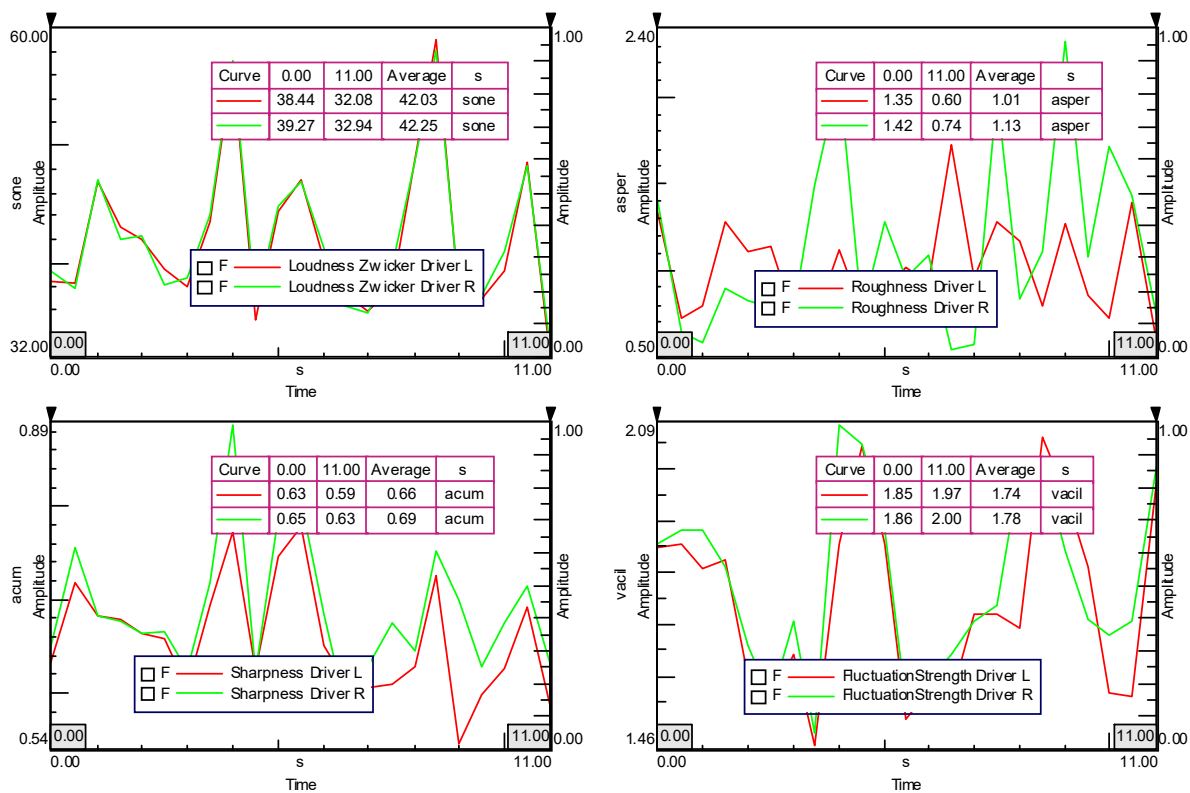 60.00
1.00
Curve 0.00 11.00 Average s
38.44 32.08 42.03 sone
39.27 32.94 42.25 sone
sone
Amplitude
Amplitude
F Loudness Zwicker Driver L
F Loudness Zwicker Driver R
32.00
0.00
11.00
0.00
0.00
s
11.00
Time
2.40
1.00
Curve 0.00 11.00 Average s
1.35 0.60 1.01 asper
1.42 0.74 1.13 asper
asper
Amplitude
Amplitude
F Roughness Driver L
F Roughness Driver R
0.50
0.00
11.00
0.00
0.00
s
11.00
Time
0.89
1.00
Curve 0.00 11.00 Average s
0.63 0.59 0.66 acum
0.65 0.63 0.69 acum
acum
Amplitude
Amplitude
F Sharpness Driver L
F Sharpness Driver R
0.54
0.00
11.00
0.00
0.00
s
11.00
Time
2.09
1.00
Curve 0.00 11.00 Average s
1.85 1.97 1.74 vacil
1.86 2.00 1.78 vacil
vacil
Amplitude
Amplitude
F FluctuationStrength Driver L
F FluctuationStrength Driver R
1.46
0.00
11.00
0.00
0.00
s
11.00
Time